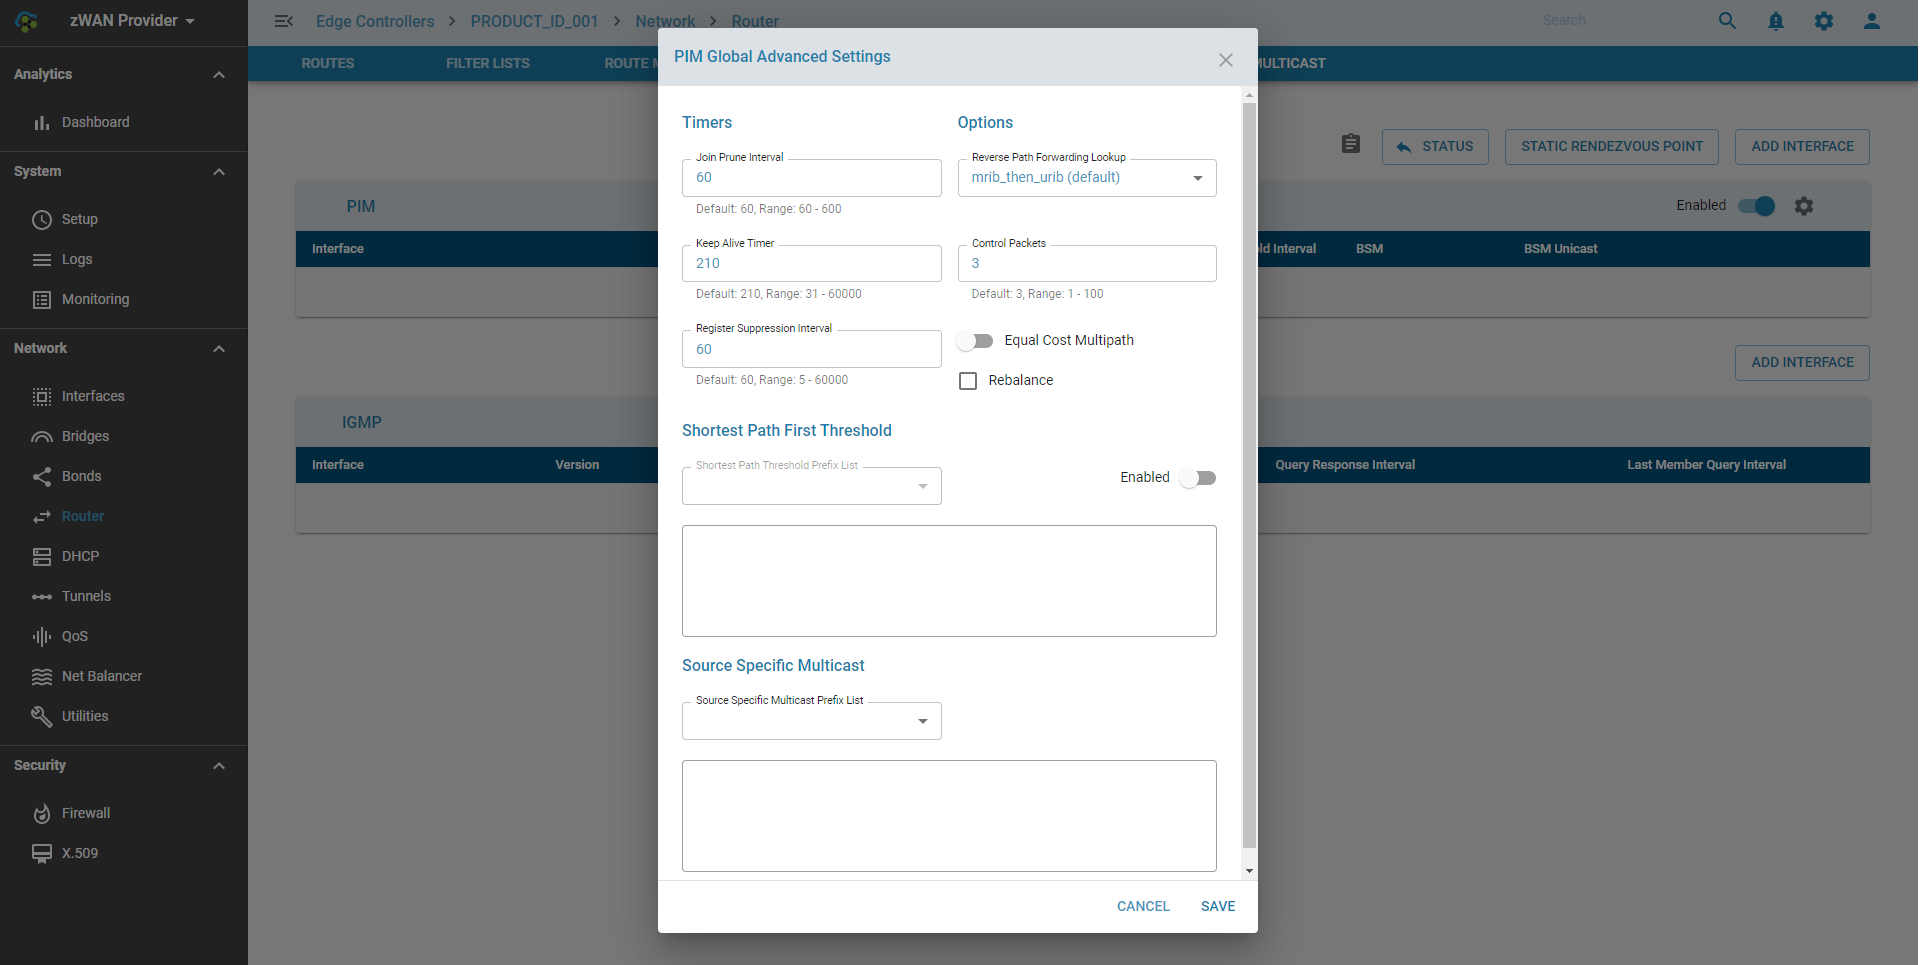 zWAN Provider
Edge Controllers > PRODUCT_ID_001 > Network > Router
Search
ROUTES
FILTER LISTS
ROUTE M
MULTICAST
Analytics
Dashboard
System
Setup
Logs
Monitoring
Network
Interfaces
Bridges
Bonds
Router
DHCP
Tunnels
QoS
Net Balancer
Utilities
Security
Firewall
X.509
STATUS
STATIC RENDEZVOUS POINT
ADD INTERFACE
PIM
Enabled
Interface
ld Interval
BSM
BSM Unicast
ADD INTERFACE
IGMP
Interface
Version
Query Response Interval
Last Member Query Interval
PIM Global Advanced Settings
Timers
Options
Join Prune Interval
60
Default: 60, Range: 60 - 600
Reverse Path Forwarding Lookup
mrib_then_urib (default)
Keep Alive Timer
210
Default: 210, Range: 31 - 60000
Control Packets
3
Default: 3, Range: 1 - 100
Register Suppression Interval
60
Default: 60, Range: 5 - 60000
Equal Cost Multipath
Rebalance
Shortest Path First Threshold
Shortest Path Threshold Prefix List
Enabled
Source Specific Multicast
Source Specific Multicast Prefix List
CANCEL
SAVE